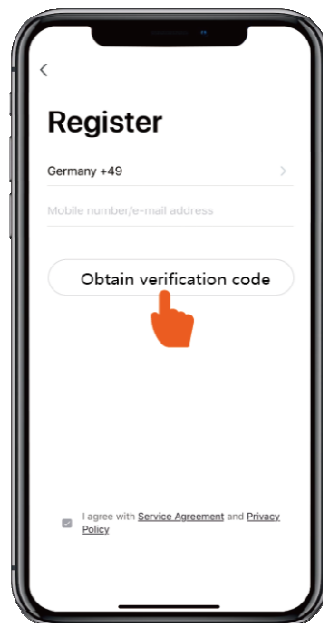 Register
Germany +49
Mobile number/e-mail address
Obtain verification code
I agree with Service Agreement and Privacy
Policy